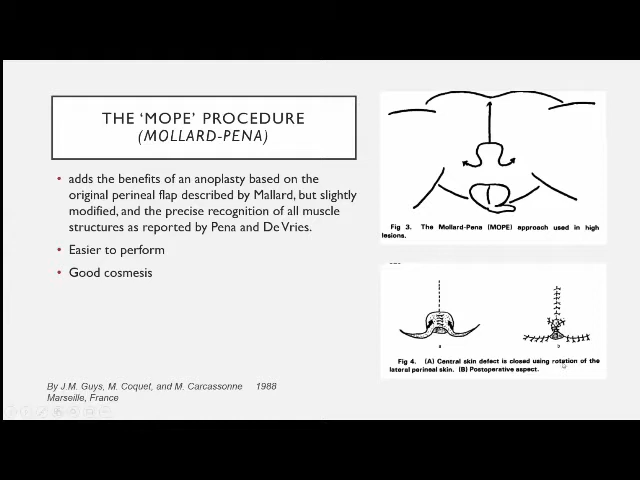 THE ‘MOPE’ PROCEDURE
(MOLLARD-PENA)
• adds the benefits of an anoplasty based on the
original perineal flap described by Mallard, but slightly
modified, and the precise recognition of all muscle
structures as reported by Pena and De Vries.
• Easier to perform
• Good cosmesis
By J.M. Guys, M. Coquet, and M. Carcassonne 1988
Marseille, France
Fig 3. The Mollard-Pena (MOPE) approach used in high
lesions.
Fig 4. (A) Central skin defect is closed using rotation of the
lateral perineal skin. (B) Postoperative aspect.